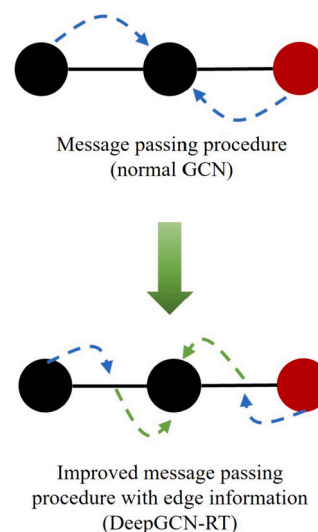 Message passing procedure
(normal GCN)
Improved message passing
procedure with edge information
(DeepGCN-RT)